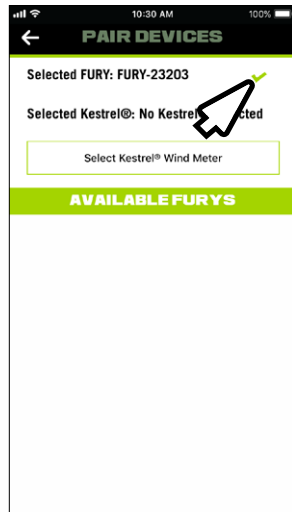 10:30 AM 100%
PAIR DEVICES
Selected FURY: FURY-23203
Selected Kestrel®: No Kestrel
Select Kestrel® Wind Meter
AVAILABLE FURYS